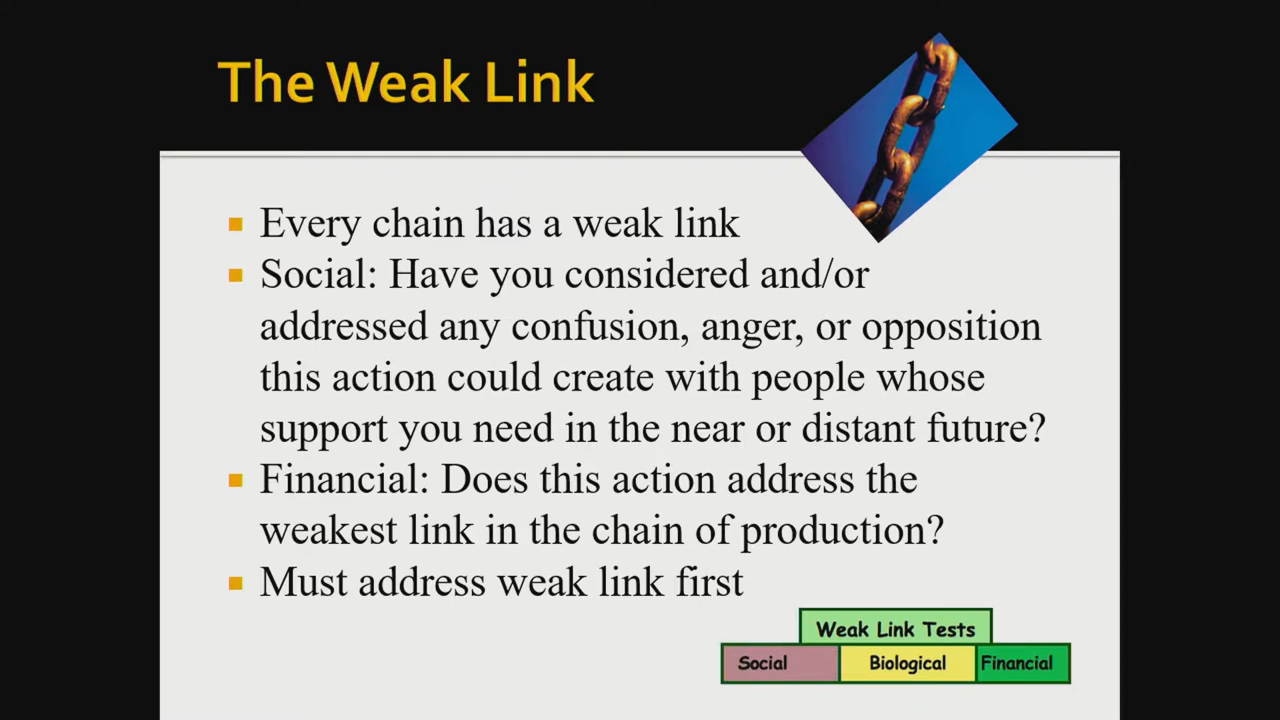 The Weak Link
Every chain has a weak link
Social: Have you considered and/or
addressed any confusion, anger, or opposition
this action could create with people whose
support you need in the near or distant future?
Financial: Does this action address the
weakest link in the chain of production?
Must address weak link first
Weak Link Tests
Social Biological Financial